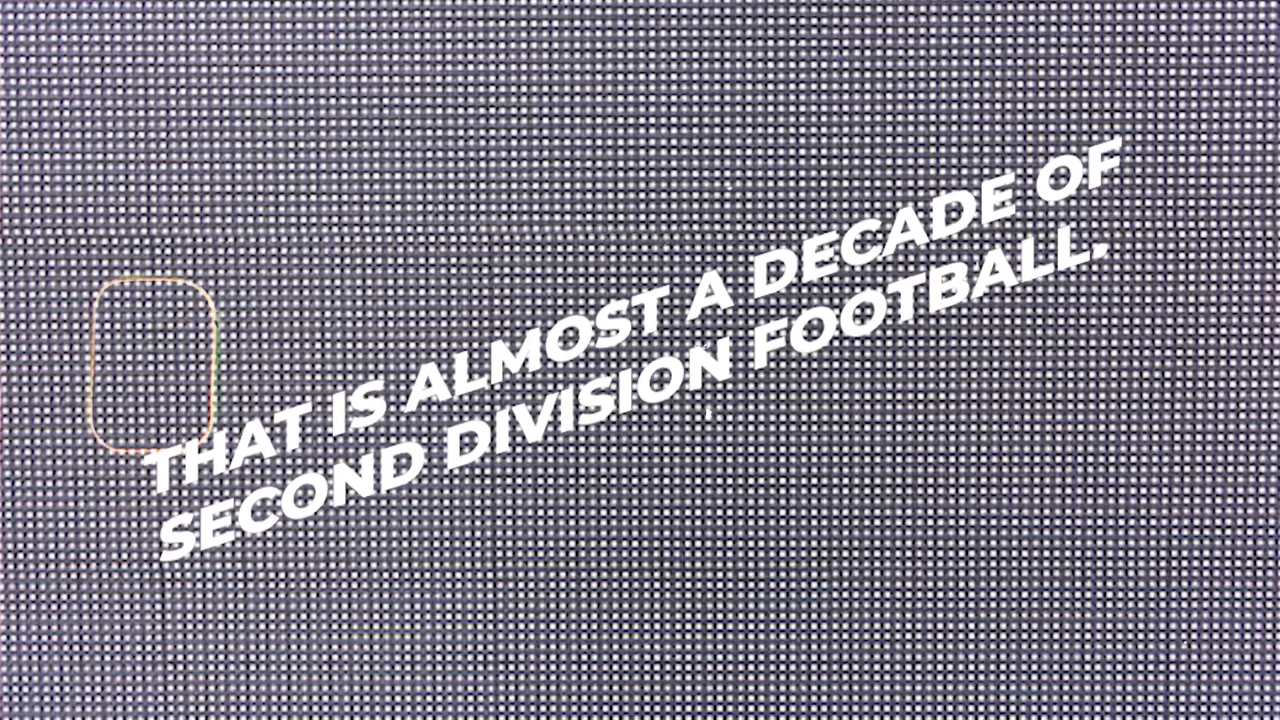 THAT IS ALMOST A DECADE OF
SECOND DIVISION FOOTBALL.